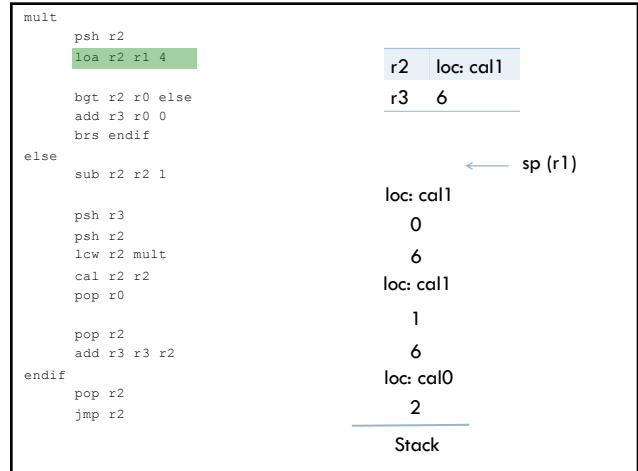 mult
psh r2
loa r2 r1 4
bgt r2 r0 else
add r3 r0 0
brs endif
else
sub r2 r2 1
psh r3
psh r2
lcw r2 mult
cal r2 r2
pop r0
pop r2
add r3 r3 r2
endif
pop r2
jmp r2
r2 loc: cal1
r3 6
sp (r1)
loc: cal1
0
6
loc: cal1
1
6
loc: cal0
2
Stack